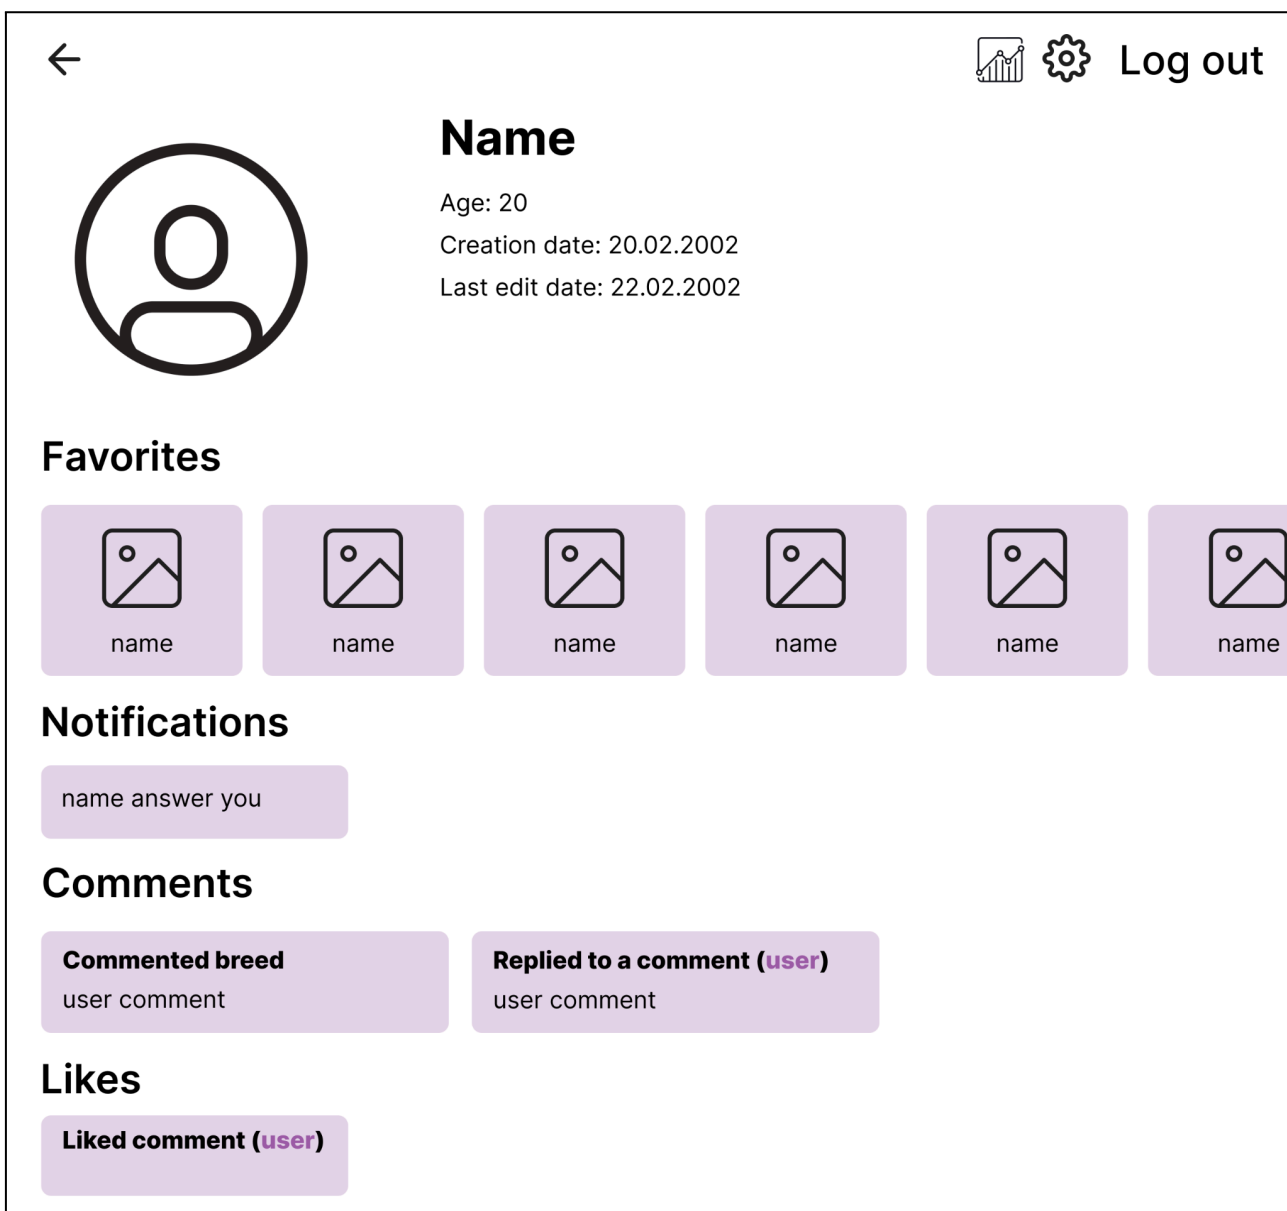 Log out
Name
Age: 20
Creation date: 20.02.2002
Last edit date: 22.02.2002
Favorites
name name name name name name
Notifications
name answer you
Comments
Commented breed
user comment
Replied to a comment (user)
user comment
Likes
Liked comment (user)